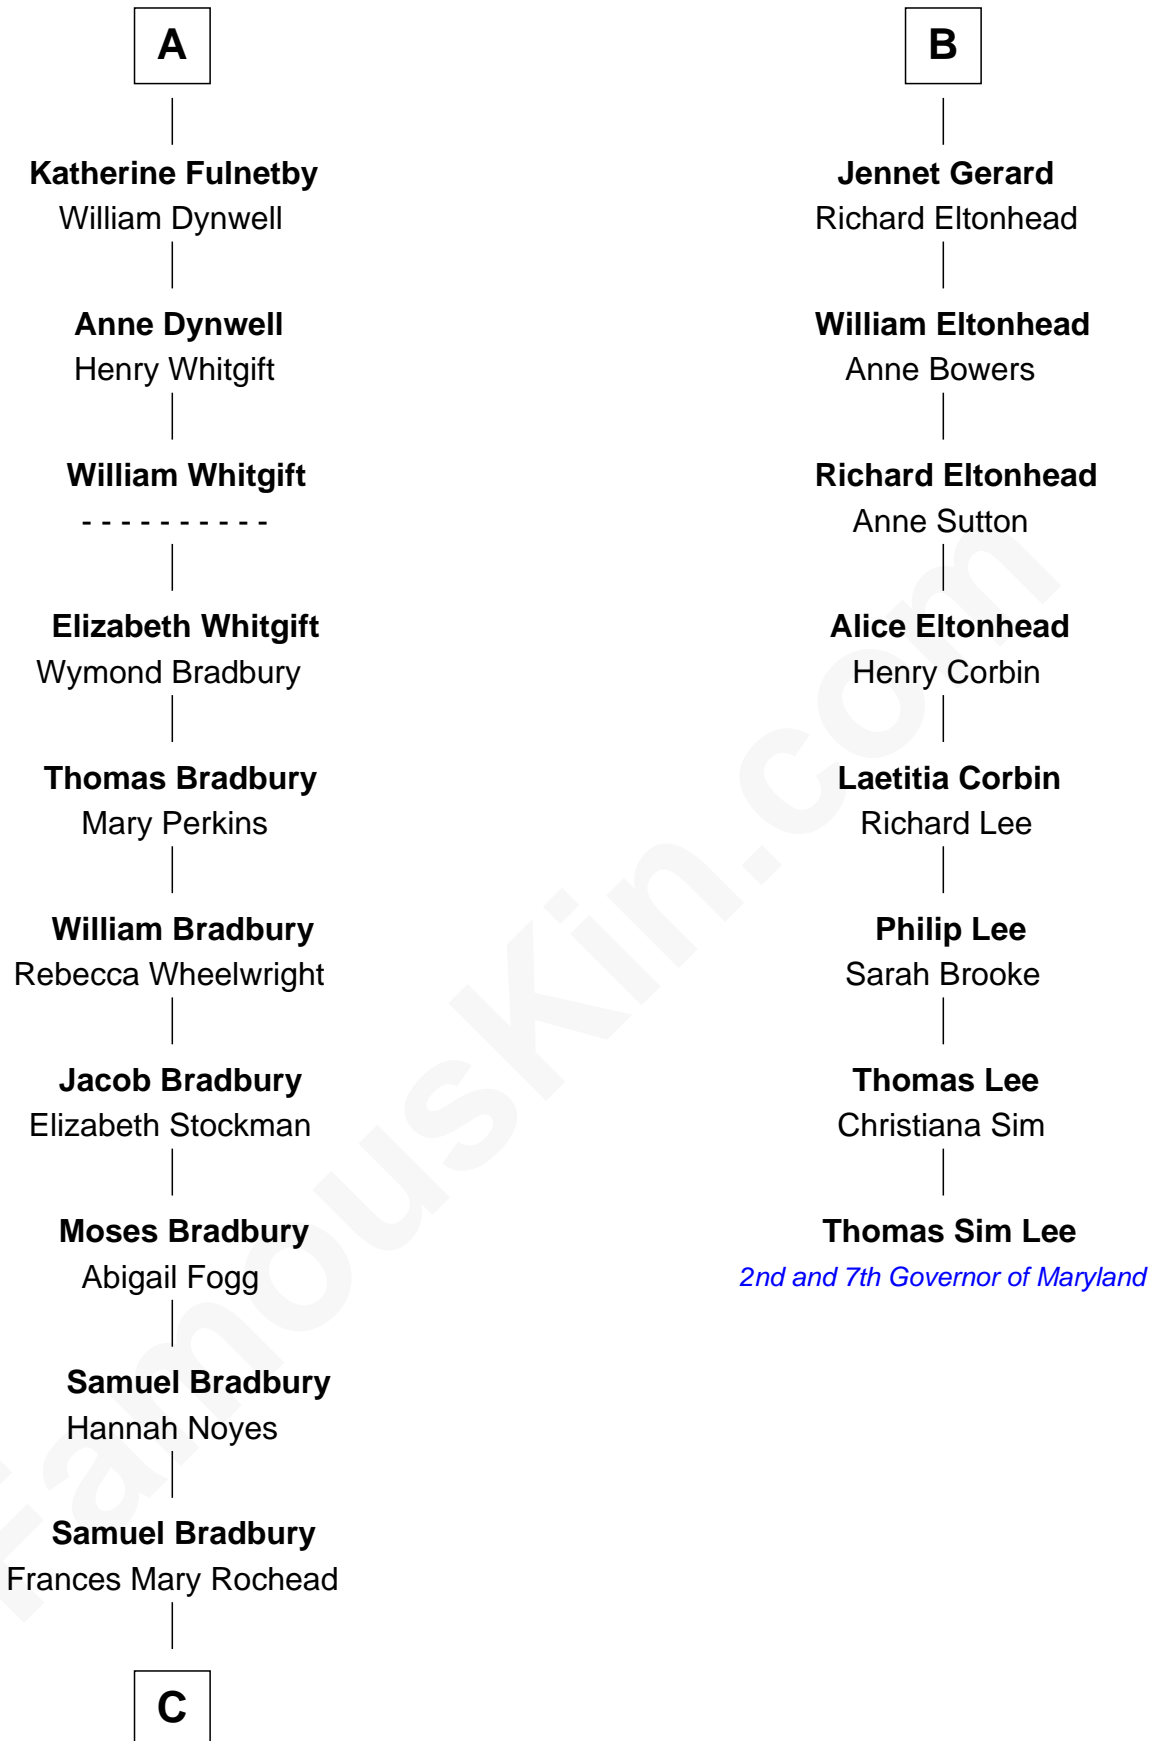 A
Katherine Fulnetby
William Dynwell
Anne Dynwell
Henry Whitgift
William Whitgift
- - - - - - - - - -
Elizabeth Whitgift
Wymond Bradbury
Thomas Bradbury
Mary Perkins
William Bradbury
Rebecca Wheelwright
Jacob Bradbury
Elizabeth Stockman
Moses Bradbury
Abigail Fogg
Samuel Bradbury
Hannah Noyes
Samuel Bradbury
Frances Mary Rochead
C
B
Jennet Gerard
Richard Eltonhead
William Eltonhead
Anne Bowers
Richard Eltonhead
Anne Sutton
Alice Eltonhead
Henry Corbin
Laetitia Corbin
Richard Lee
Philip Lee
Sarah Brooke
Thomas Lee
Christiana Sim
Thomas Sim Lee
2nd and 7th Governor of Maryland
FamousKin.com